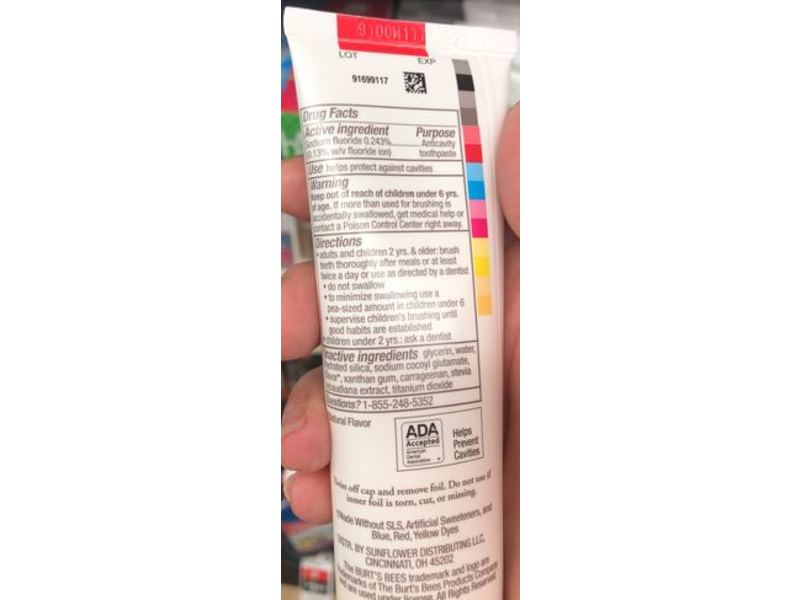 9100W117
LOT
EXP
91699117
Drug Facts
Active ingredient Purpose
Sodium fluoride 0.243% Anticavity
(0.13% w/v fluoride ion) toothpaste
Use helps protect against cavities
Warning
Keep out of reach of children under 6 yrs.
of age. If more than used for brushing is
accidentally swallowed, get medical help or
contact a Poison Control Center right away.
Directions
• adults and children 2 yrs. & older: brush
teeth thoroughly after meals or at least
twice a day or use as directed by a dentist
• do not swallow
• to minimize swallowing use a
pea-sized amount in children under 6
• supervise children's brushing until
good habits are established
• children under 2 yrs.: ask a dentist
Inactive ingredients glycerin, water,
hydrated silica, sodium cocoyl glutamate,
flavor*, xanthan gum, carrageenan, stevia
rebaudiana extract, titanium dioxide
Questions? 1-855-248-5352
Natural Flavor
ADA
Accepted
American
Dental
Association
Helps
Prevent
Cavities
Twist off cap and remove foil. Do not use if
inner foil is torn, cut, or missing.
†Made Without SLS, Artificial Sweeteners, and
Blue, Red, Yellow Dyes
DISTR. BY SUNFLOWER DISTRIBUTING LLC,
CINCINNATI, OH 45202
The BURT'S BEES trademark and logo are
trademarks of The Burt's Bees Products Company
and are used under license. All Rights Reserved.